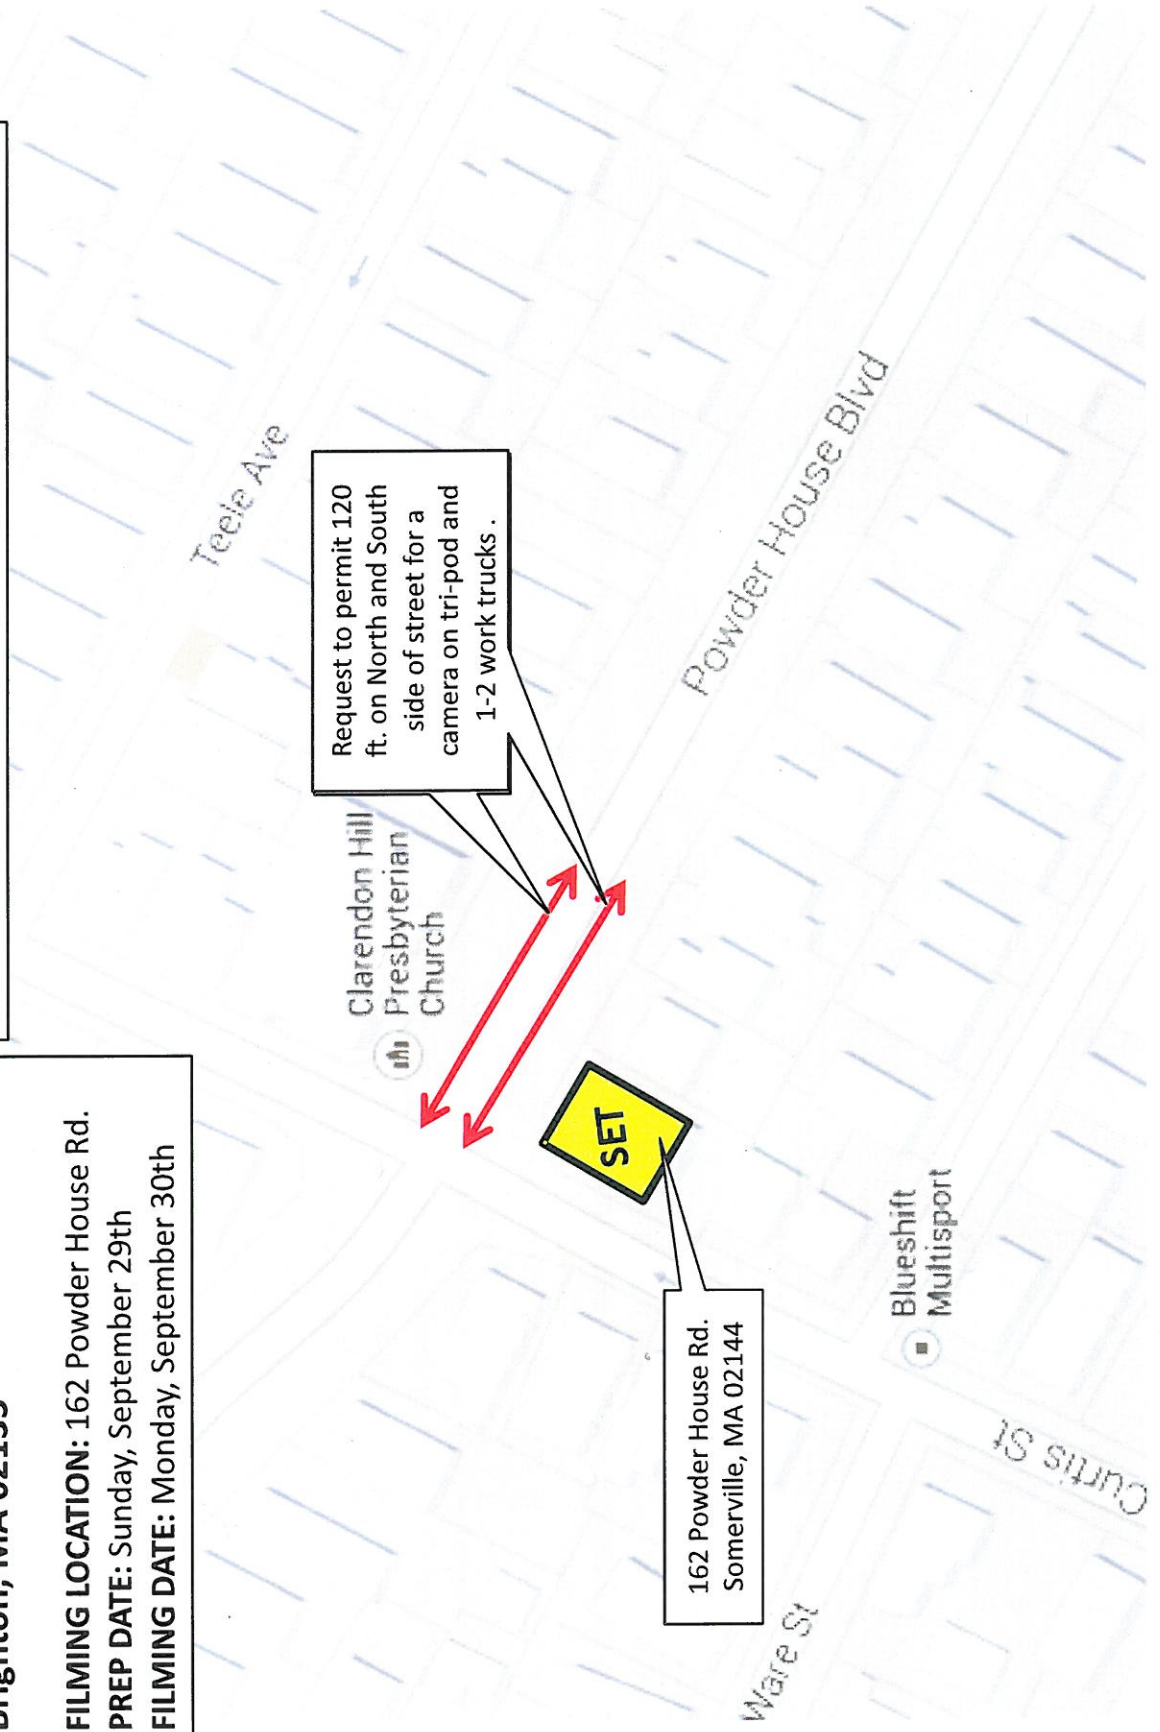 FILMING LOCATION: 162 Powder House Rd.
PREP DATE: Sunday, September 29th
FILMING DATE: Monday, September 30th
Teele Ave
Request to permit 120
ft. on North and South
side of street for a
camera on tri-pod and
1-2 work trucks .
Clarendon Hill
Presbyterian
Church
Powder House Blvd
SET
162 Powder House Rd.
Somerville, MA 02144
Blueshift
Multisport
Curtis St
Ware St